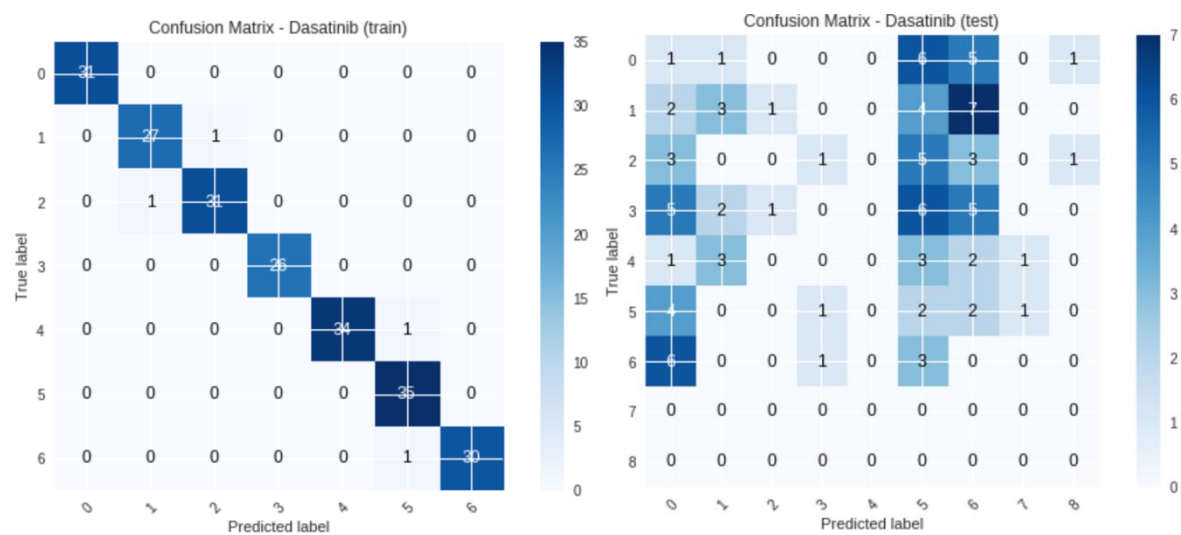 Confusion Matrix - Dasatinib (train)
0 31 0 0 0 0 0 0
1 0 27 1 0 0 0 0
2 0 1 31 0 0 0 0
3 0 0 0 26 0 0 0
4 0 0 0 0 34 1 0
5 0 0 0 0 0 35 0
6 0 0 0 0 0 1 30
0 1 2 3 4 5 6
True label
Predicted label
35
30
25
20
15
10
5
0
Confusion Matrix - Dasatinib (test)
0 1 1 0 0 0 6 5 0 1
1 2 3 1 0 0 4 7 0 0
2 3 0 0 1 0 5 3 0 1
3 5 2 1 0 0 6 5 0 0
4 1 3 0 0 0 3 2 1 0
5 4 0 0 1 0 2 2 1 0
6 6 0 0 1 0 3 0 0 0
7 0 0 0 0 0 0 0 0 0
8 0 0 0 0 0 0 0 0 0
0 1 2 3 4 5 6 7 8
True label
Predicted label
7
6
5
4
3
2
1
0